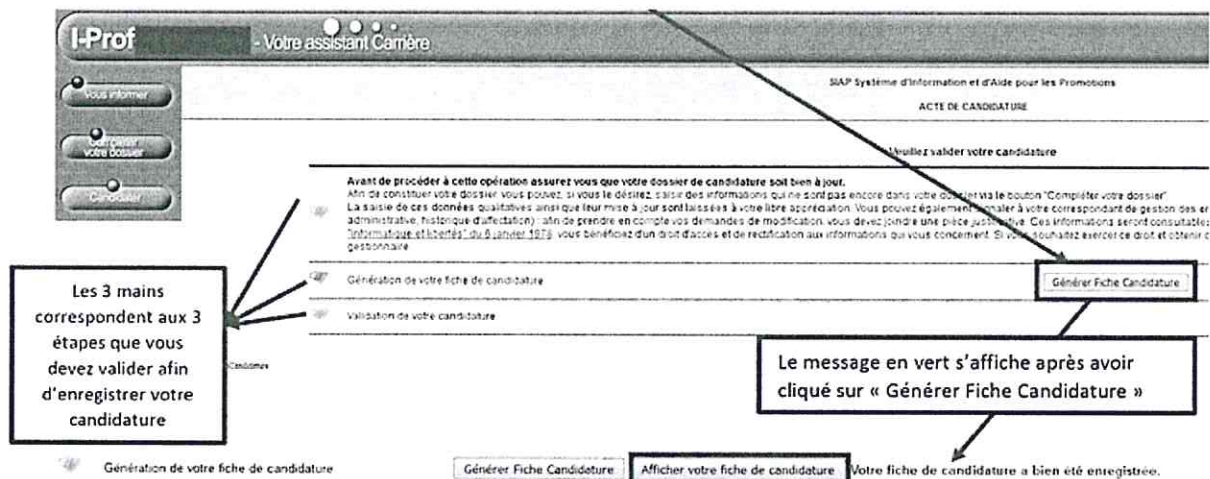 I-Prof - Votre assistant Carrière
SIAP Système d'Information et d'Aide pour les Promotions
ACTE DE CANDIDATURE
Vous informer
Compléter
votre dossier
Candidater
Veuillez valider votre candidature
Avant de procéder à cette opération assurez vous que votre dossier de candidature soit bien à jour.
Afin de constituer votre dossier vous pouvez, si vous le désirez, saisir des informations qui ne sont pas encore dans votre dossier via le bouton "Compléter votre dossier"
La saisie de ces données qualitatives ainsi que leur mise à jour sont laissées à votre libre appréciation. Vous pouvez également signaler à votre correspondant de gestion des er
administrative, historique d'affectation) : afin de prendre en compte vos demandes de modification, vous devez joindre une pièce justificative. Ces informations seront consultables
"Informatique et libertés" du 6 janvier 1978, vous bénéficiez d'un droit d'accès et de rectification aux informations qui vous concernent. Si vous souhaitez exercer ce droit et obtenir c
gestionnaire
Génération de votre fiche de candidature
Générer Fiche Candidature
Validation de votre candidature
Les 3 mains
correspondent aux 3
étapes que vous
devez valider afin
d'enregistrer votre
candidature
Le message en vert s'affiche après avoir
cliqué sur « Générer Fiche Candidature »
Génération de votre fiche de candidature
Générer Fiche Candidature
Afficher votre fiche de candidature
Votre fiche de candidature a bien été enregistrée.